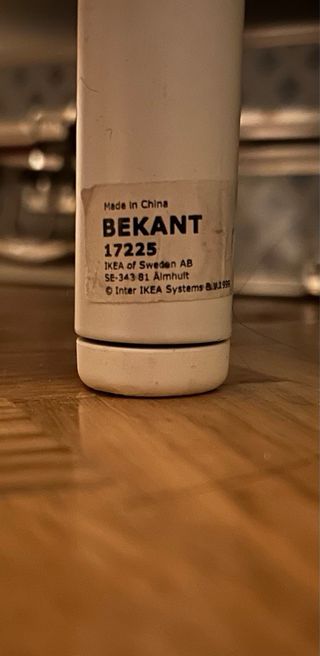 Made in China
BEKANT
17225
IKEA of Sweden AB
SE-343 81 Älmhult
© Inter IKEA Systems B.V.